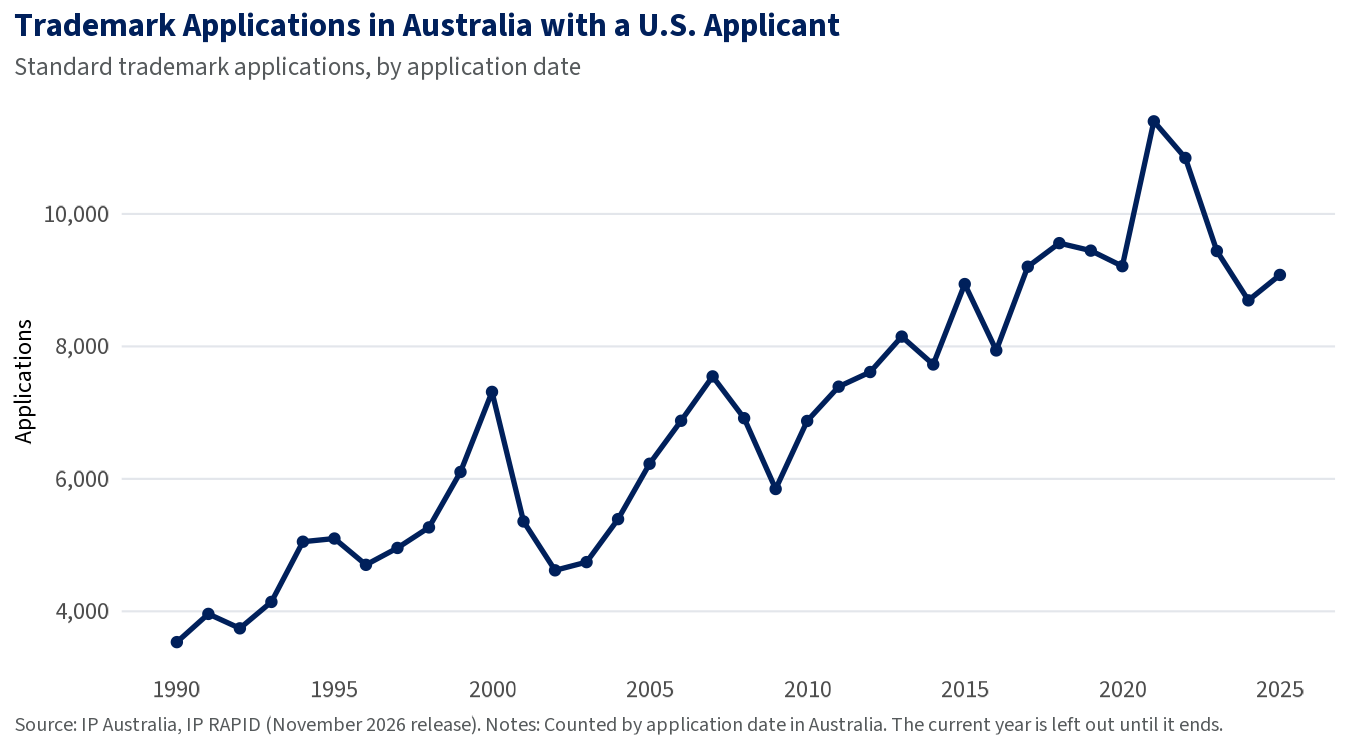 Trademark Applications in Australia with a U.S. Applicant
Standard trademark applications, by application date
Applications
10,000
8,000
6,000
4,000
1990 1995 2000 2005 2010 2015 2020 2025
Source: IP Australia, IP RAPID (November 2026 release). Notes: Counted by application date in Australia. The current year is left out until it ends.